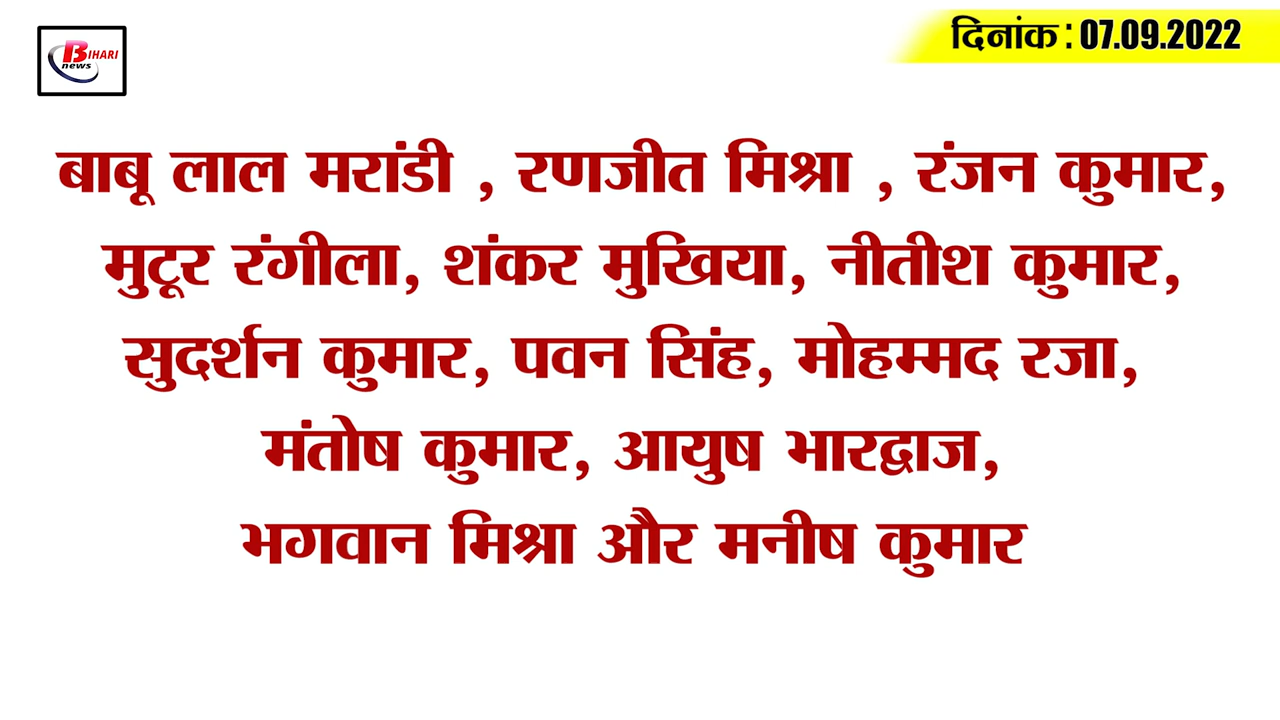 BIHARI
news
दिनांक : 07.09.2022
बाबू लाल मरांडी , रणजीत मिश्रा , रंजन कुमार,
मुटूर रंगीला, शंकर मुखिया, नीतीश कुमार,
सुदर्शन कुमार, पवन सिंह, मोहम्मद रजा,
मंतोष कुमार, आयुष भारद्वाज,
भगवान मिश्रा और मनीष कुमार